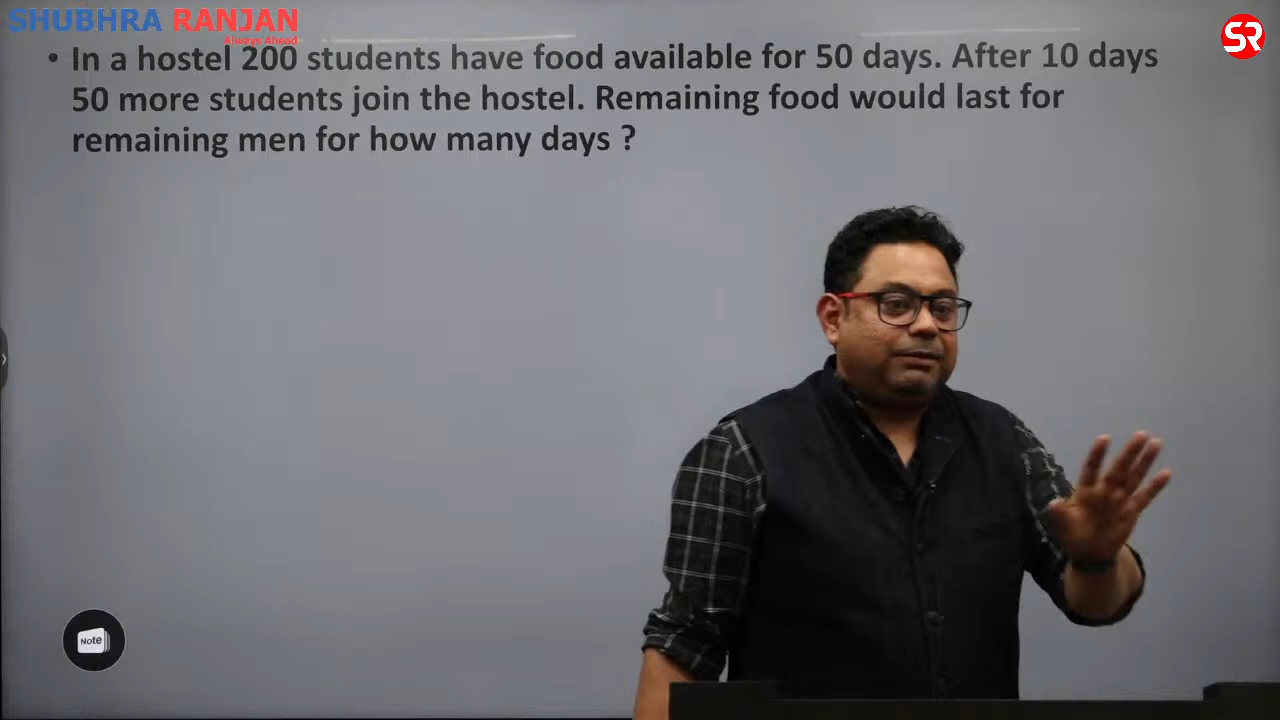 SHUBHRA RANJAN
Always Ahead
SR
• In a hostel 200 students have food available for 50 days. After 10 days
50 more students join the hostel. Remaining food would last for
remaining men for how many days ?
Note